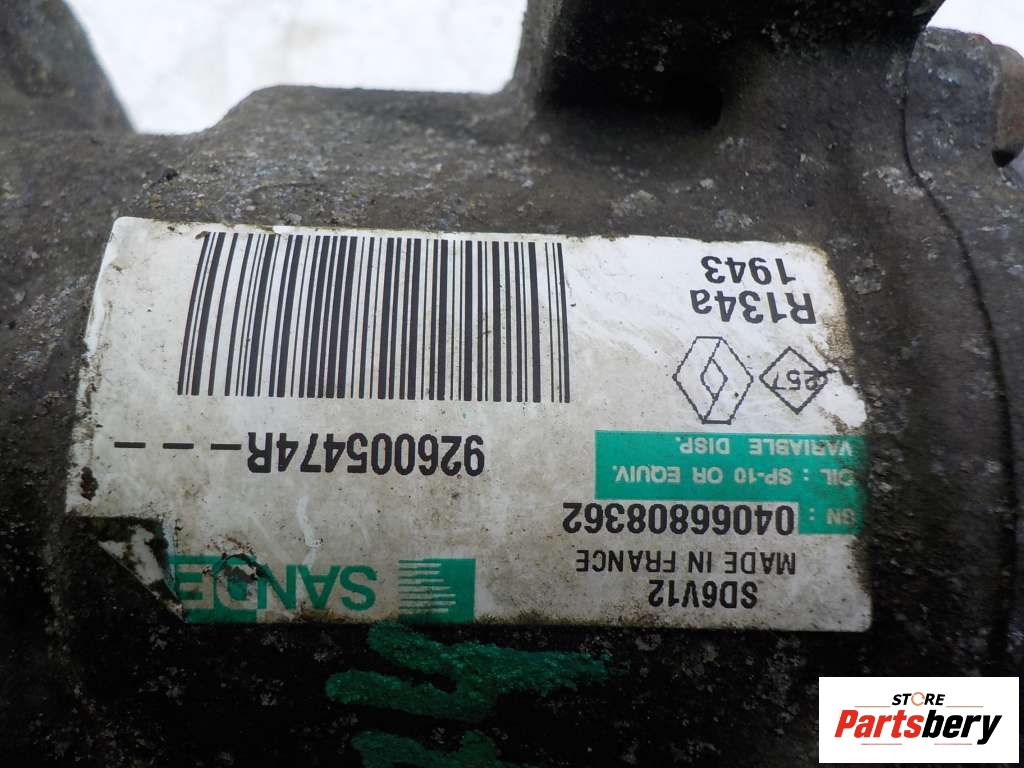 SANDE
SD6V12
MADE IN FRANCE
SN : 04066808362
OIL : SP-10 OR EQUIV.
VARIABLE DISP.
926005474R- - - -
257
R134a
1943
STORE
Partsbery